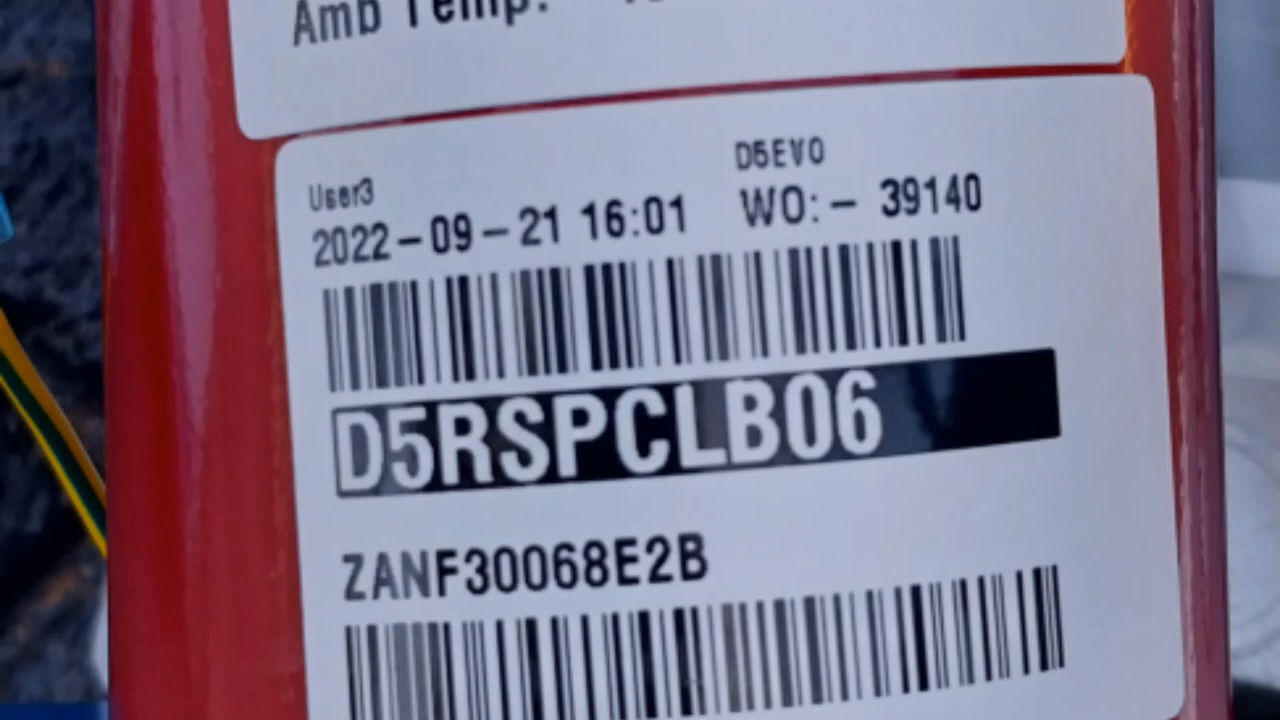 Amb Temp:
D5EVO
User3
2022-09-21 16:01 WO:- 39140
D5RSPCLB06
ZANF30068E2B